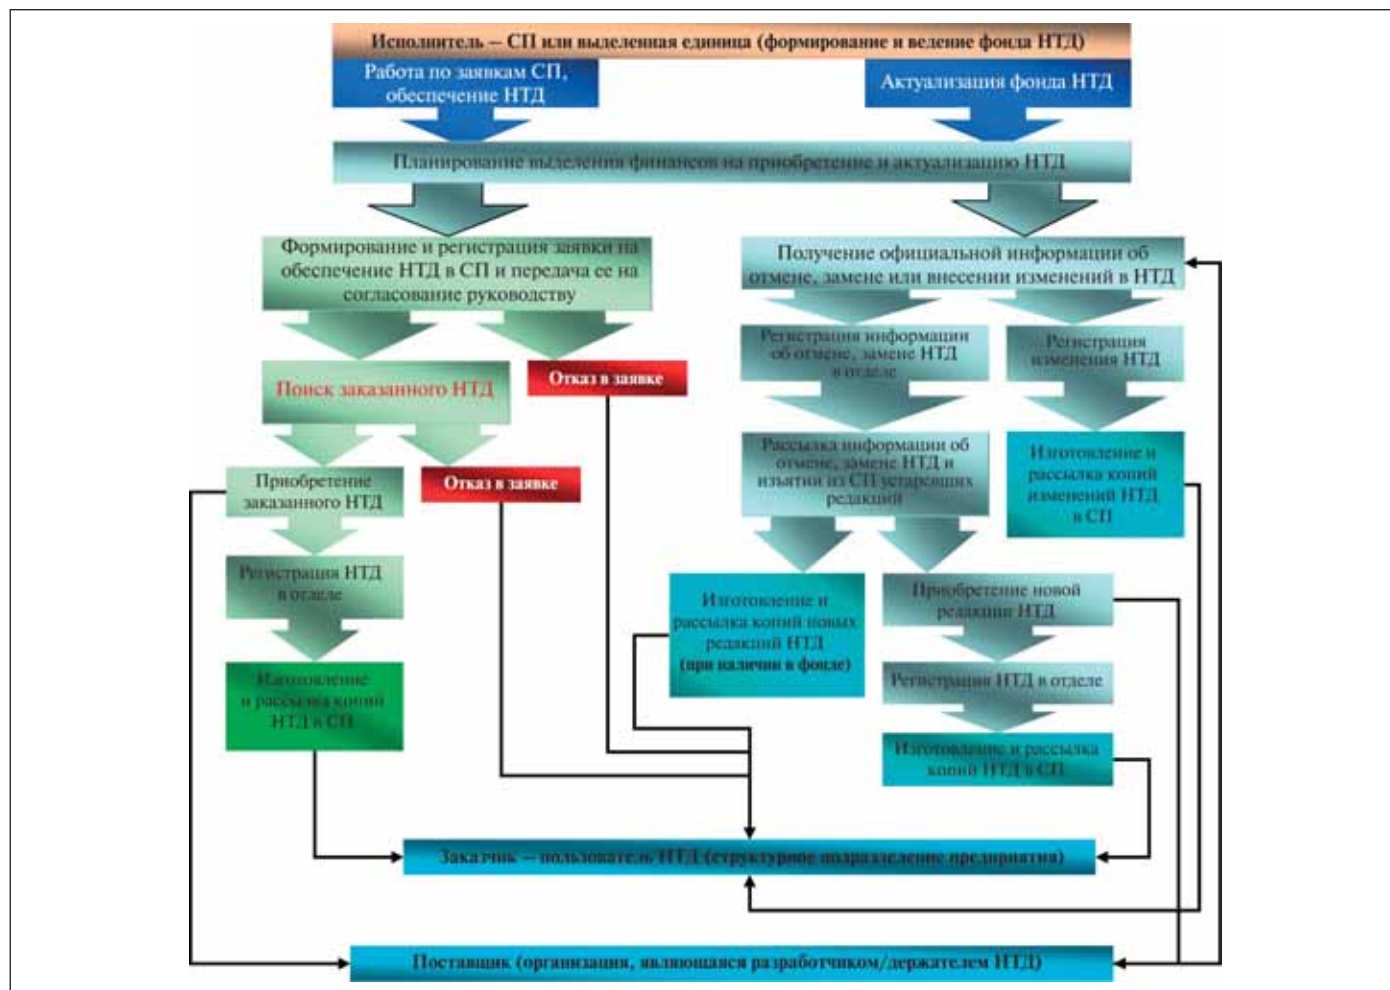 Исполнитель — СП или выделенная единица (формирование и ведение фонда НТД)
Работа по заявкам СП,
обеспечение НТД
Актуализация фонда НТД
Планирование выделения финансов на приобретение и актуализацию НТД
Формирование и регистрация заявки на
обеспечение НТД в СП и передача ее на
согласование руководству
Получение официальной информации об
отмене, замене или внесении изменений в НТД
Регистрация информации
об отмене, замене НТД
в отделе
Регистрация
изменения НТД
Поиск заказанного НТД
Отказ в заявке
Рассылка информации об
отмене, замене НТД и
изъятии из СП устаревших
редакций
Изготовление и
рассылка копий
изменений НТД
в СП
Приобретение
заказанного НТД
Отказ в заявке
Регистрация НТД
в отделе
Изготовление и
рассылка копий новых
редакций НТД
(при наличии в фонде)
Приобретение новой
редакции НТД
Изготовление
и рассылка копий
НТД в СП
Регистрация НТД в отделе
Изготовление и рассылка
копий НТД в СП
Заказчик — пользователь НТД (структурное подразделение предприятия)
Поставщик (организация, являющаяся разработчиком/держателем НТД)